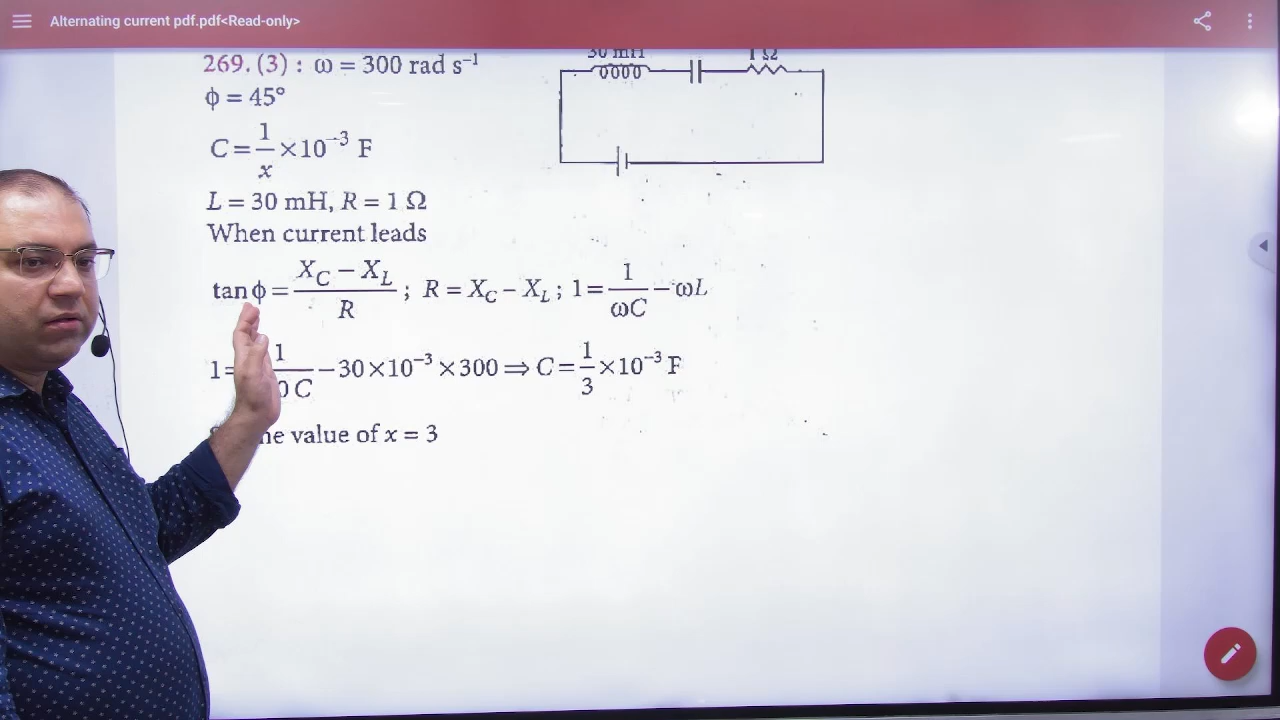 Alternating current pdf.pdf<Read-only>
30 mH 1 Ω
269. (3) : ω = 300 rad s⁻¹
ϕ = 45°
C = 1/x × 10⁻³ F
L = 30 mH, R = 1 Ω
When current leads
tan ϕ = (X_C − X_L)/R ; R = X_C − X_L ; 1 = 1/ωC − ωL
1 = 1/ 0 C − 30 × 10⁻³ × 300 ⇒ C = 1/3 × 10⁻³ F
value of x = 3